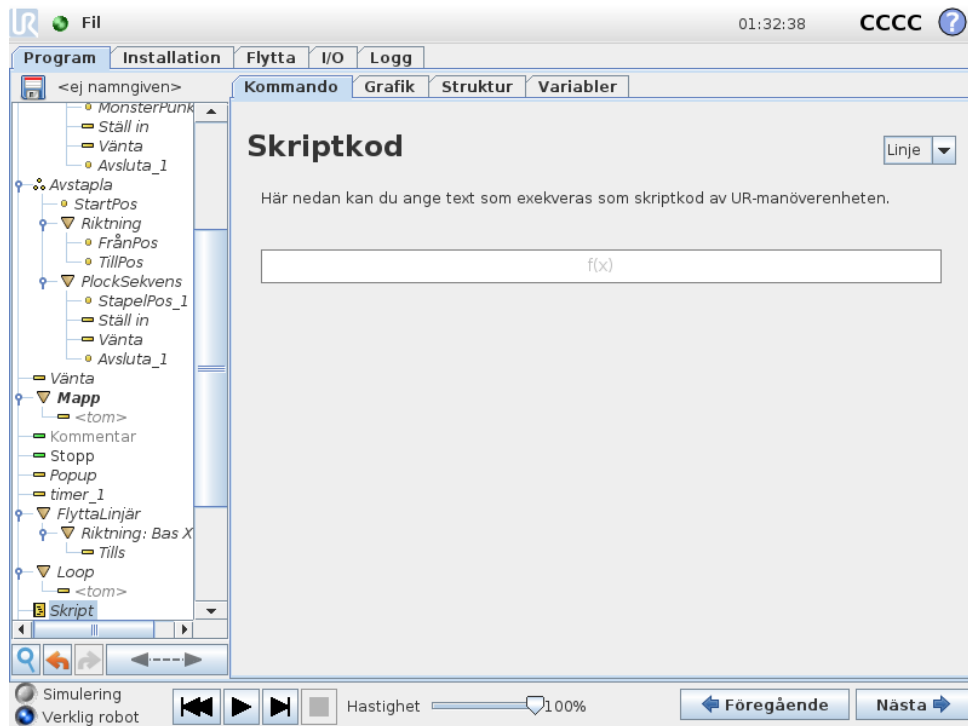 UR Fil 01:32:38 CCCC ?
Program Installation Flytta I/O Logg
<ej namngiven>
Kommando Grafik Struktur Variabler
MönsterPunk
Ställ in
Vänta
Avsluta_1
Avstapla
StartPos
Riktning
FrånPos
TillPos
PlockSekvens
StapelPos_1
Ställ in
Vänta
Avsluta_1
Vänta
Mapp
<tom>
Kommentar
Stopp
Popup
timer_1
FlyttaLinjär
Riktning: Bas X
Tills
Loop
<tom>
Skript
Skriptkod
Linje
Här nedan kan du ange text som exekveras som skriptkod av UR-manöverenheten.
f(x)
Simulering
Verklig robot
Hastighet 100%
Föregående Nästa